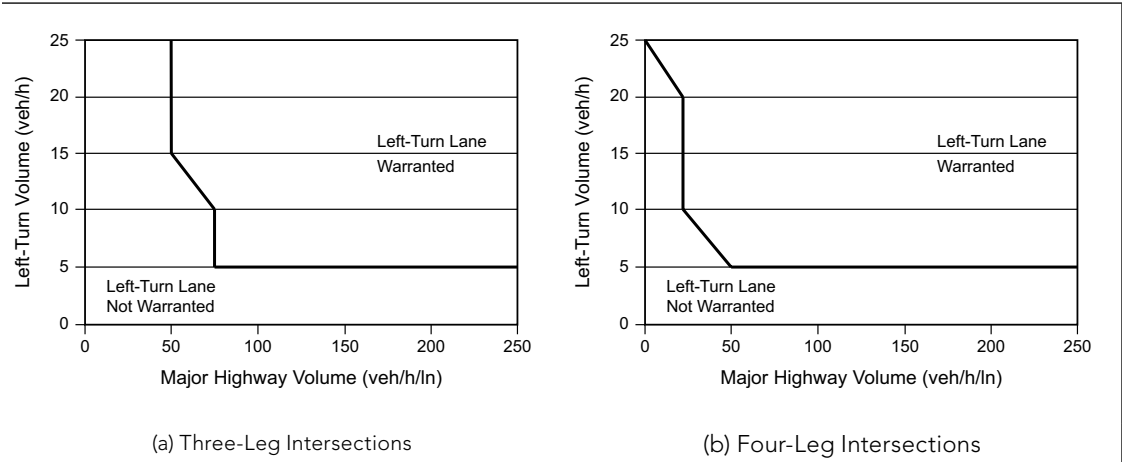 25
20
15
10
5
0
Left-Turn Volume (veh/h)
Left-Turn Lane
Warranted
Left-Turn Lane
Not Warranted
0 50 100 150 200 250
Major Highway Volume (veh/h/ln)
(a) Three-Leg Intersections
25
20
15
10
5
0
Left-Turn Volume (veh/h)
Left-Turn Lane
Warranted
Left-Turn Lane
Not Warranted
0 50 100 150 200 250
Major Highway Volume (veh/h/ln)
(b) Four-Leg Intersections